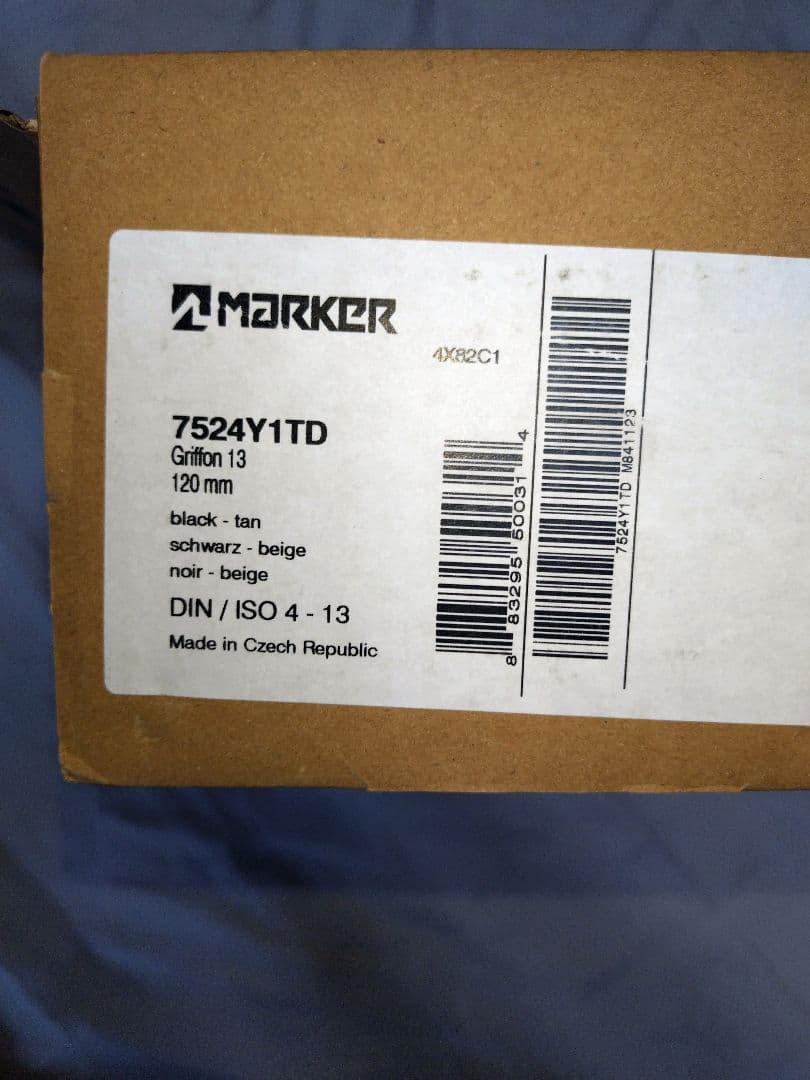 MARKER
4X82C1
7524Y1TD
Griffon 13
120 mm
black - tan
schwarz - beige
noir - beige
DIN / ISO 4 - 13
Made in Czech Republic
8 83295 50031 4
7524Y1TD M841123